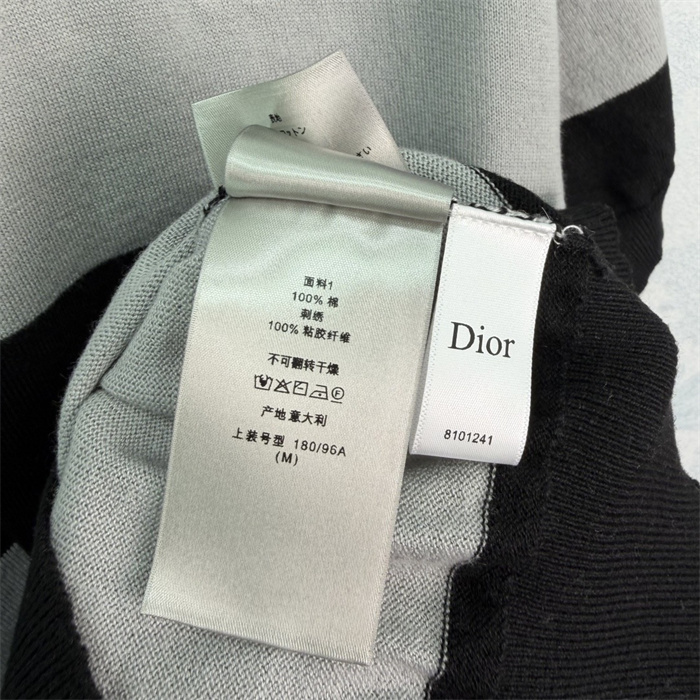 面料1
100% 棉
刺绣
100% 粘胶纤维
不可翻转干燥
产地意大利
上装号型 180/96A
(M)
Dior
8101241